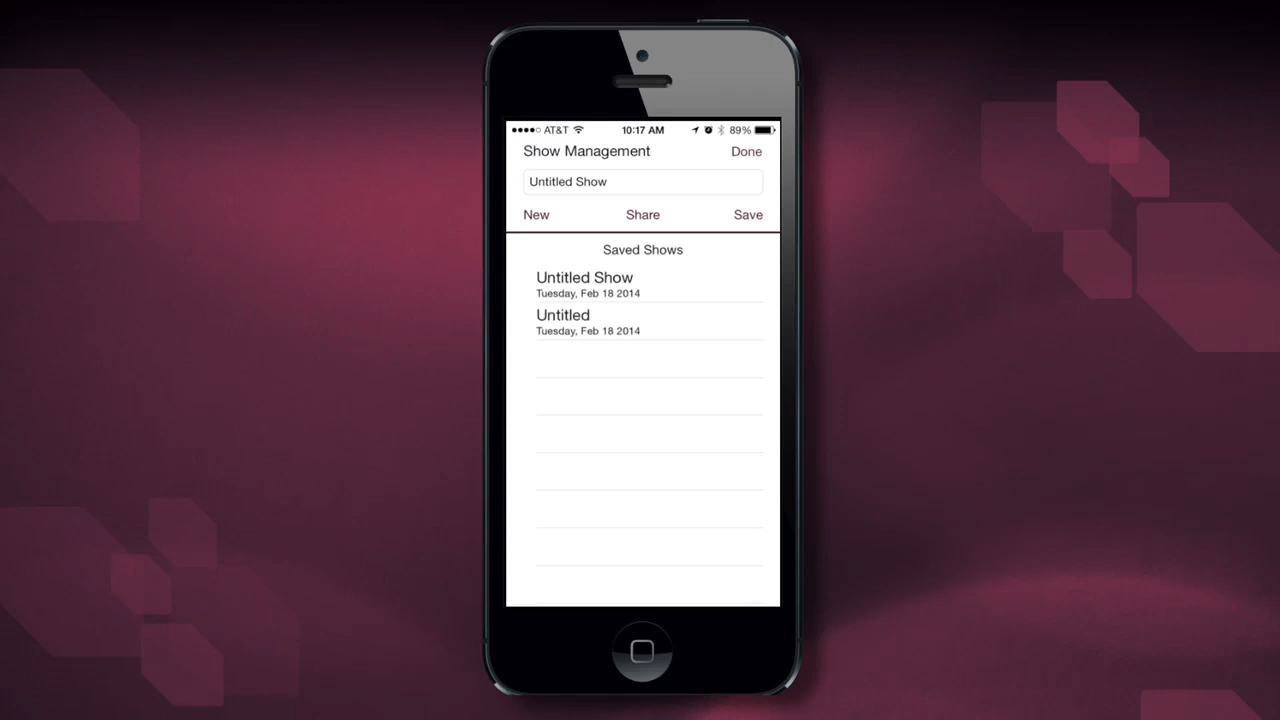 AT&T 10:17 AM 89%
Show Management Done
Untitled Show
New Share Save
Saved Shows
Untitled Show
Tuesday, Feb 18 2014
Untitled
Tuesday, Feb 18 2014